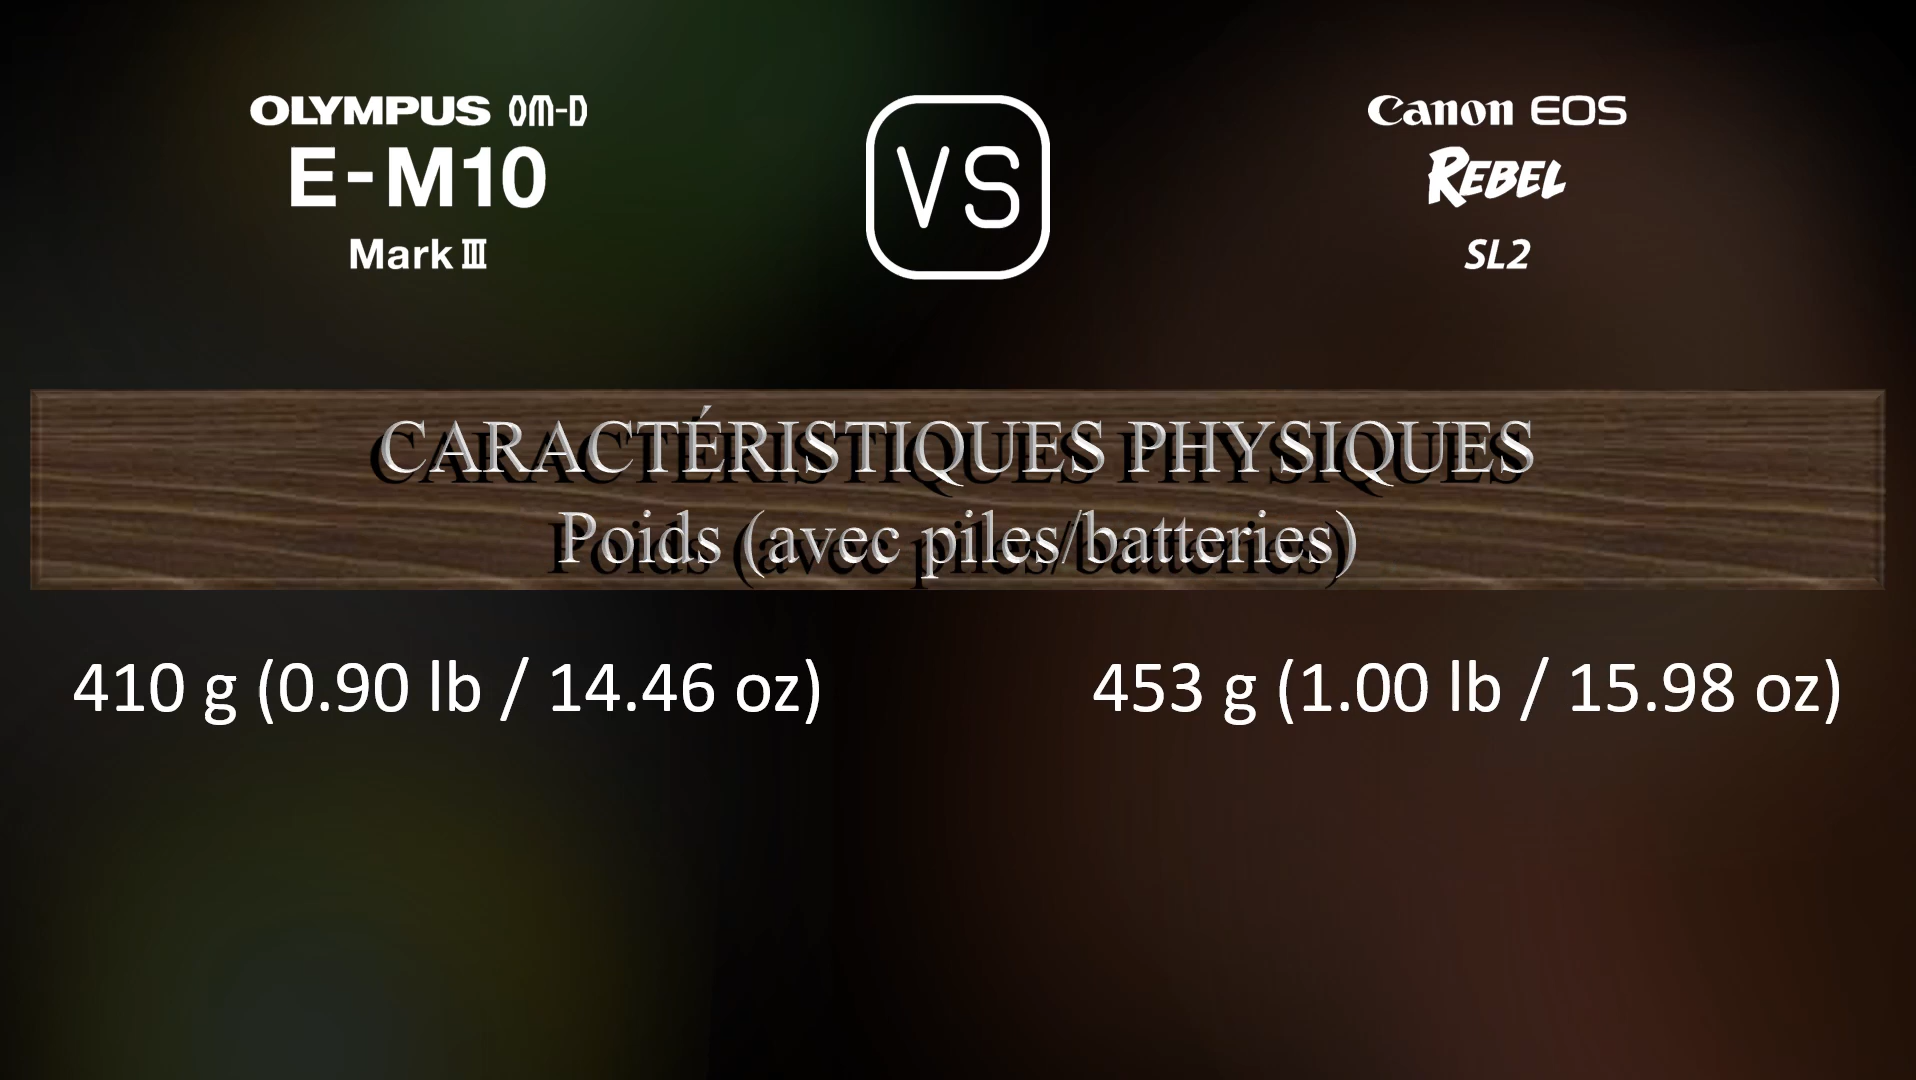 OLYMPUS OM-D
E-M10
Mark III
VS
Canon EOS
REBEL
SL2
CARACTÉRISTIQUES PHYSIQUES
Poids (avec piles/batteries)
410 g (0.90 lb / 14.46 oz)
453 g (1.00 lb / 15.98 oz)